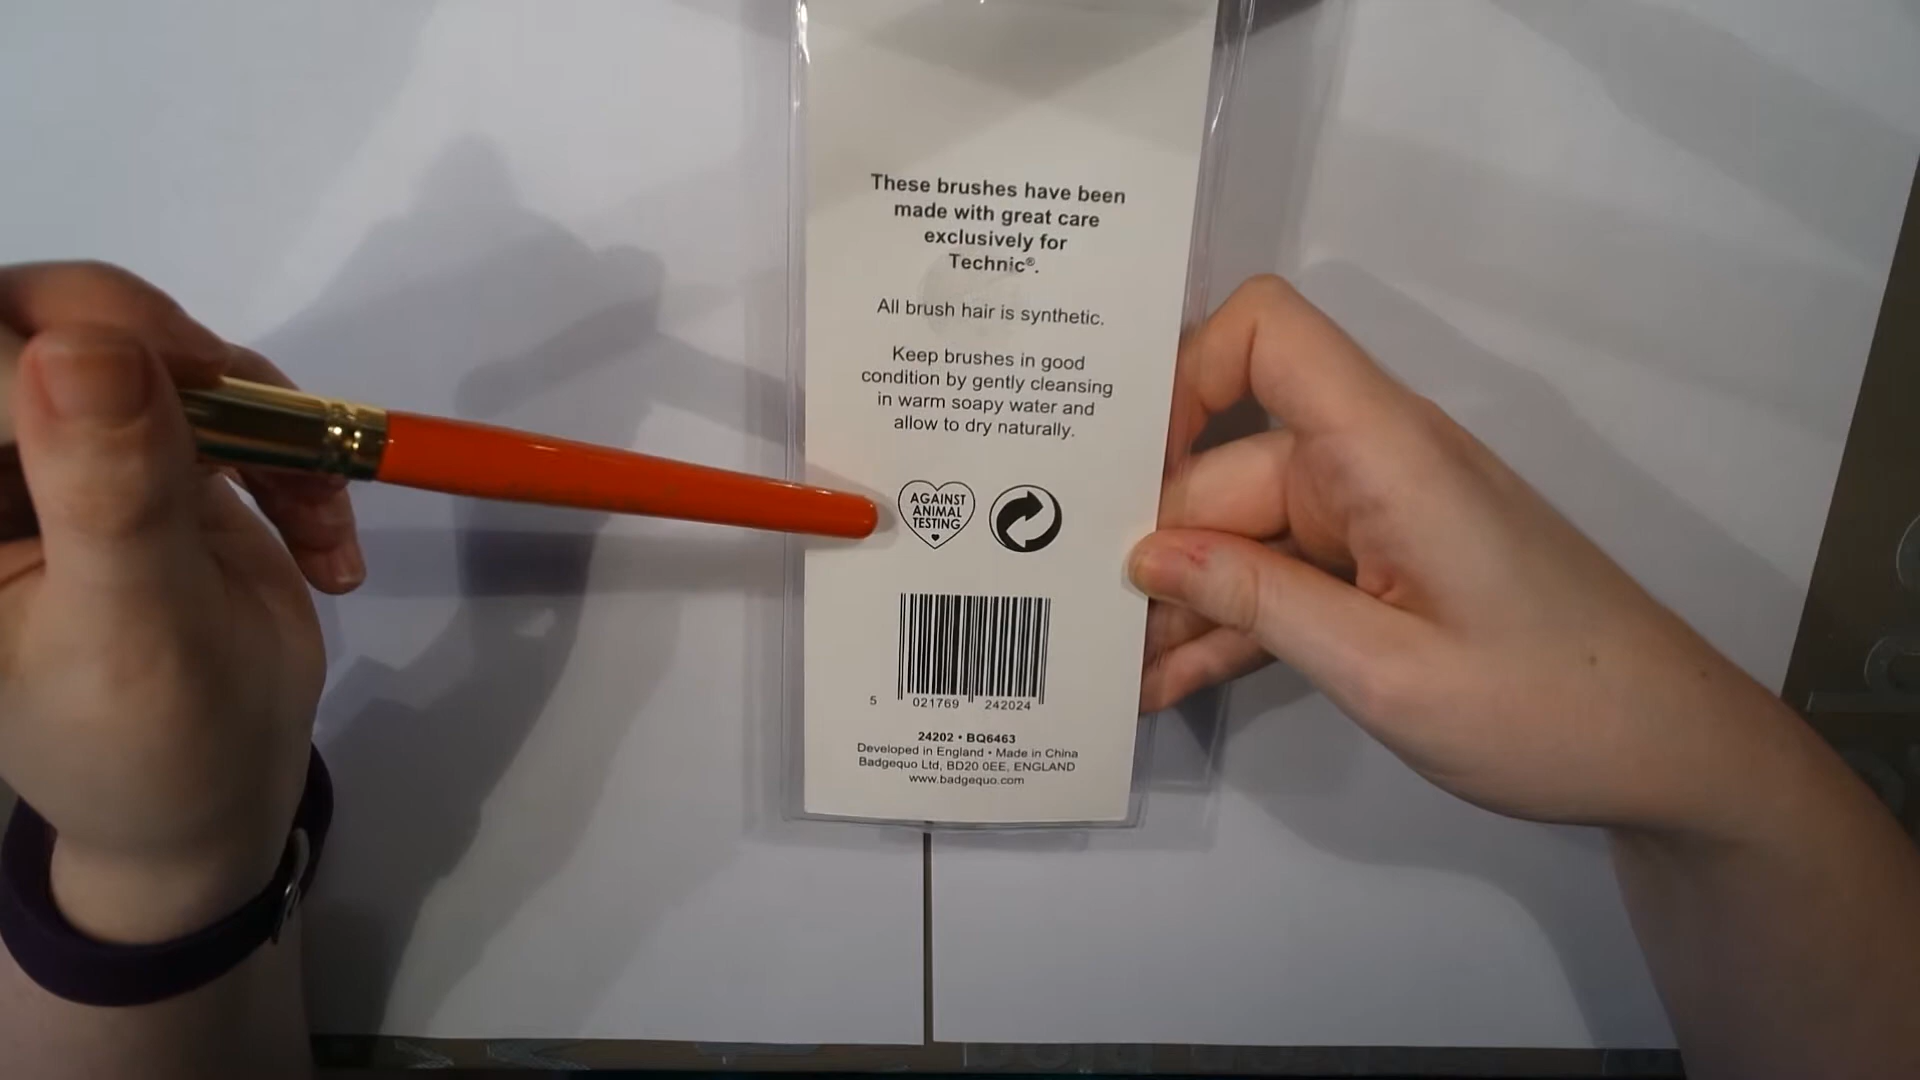 These brushes have been
made with great care
exclusively for
Technic®.
All brush hair is synthetic.
Keep brushes in good
condition by gently cleansing
in warm soapy water and
allow to dry naturally.
AGAINST
ANIMAL
TESTING
5 021769 242024
24202 • BQ6463
Developed in England • Made in China
Badgequo Ltd, BD20 0EE, ENGLAND
www.badgequo.com